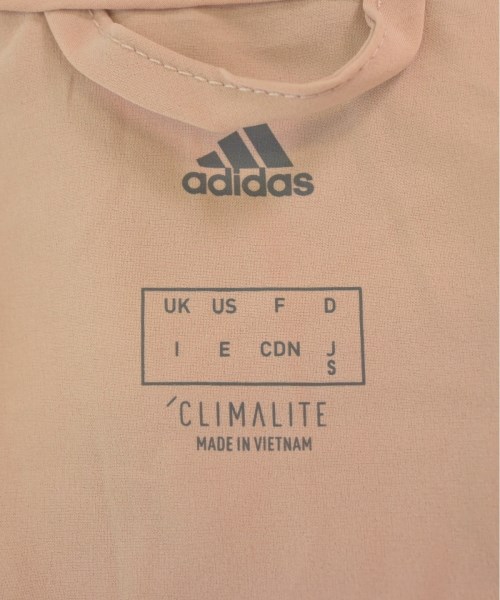 adidas
UK US F D
I E CDN J
S
´CLIMALITE
MADE IN VIETNAM